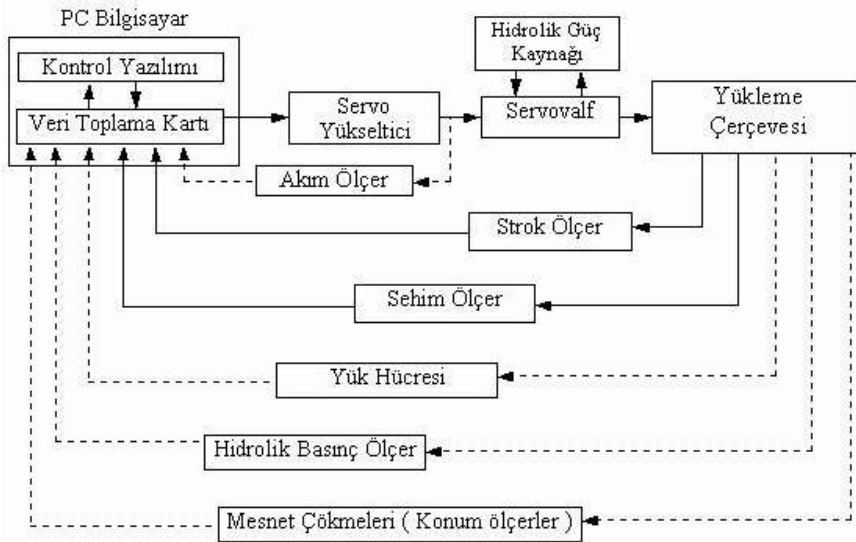 PC Bilgisayar
Kontrol Yazılımı
Veri Toplama Kartı
Servo
Yükseltici
Hidrolik Güç
Kaynağı
Servovalf
Yükleme
Çerçevesi
Akım Ölçer
Strok Ölçer
Sehim Ölçer
Yük Hücresi
Hidrolik Basınç Ölçer
Mesnet Çökmeleri ( Konum ölçerler )